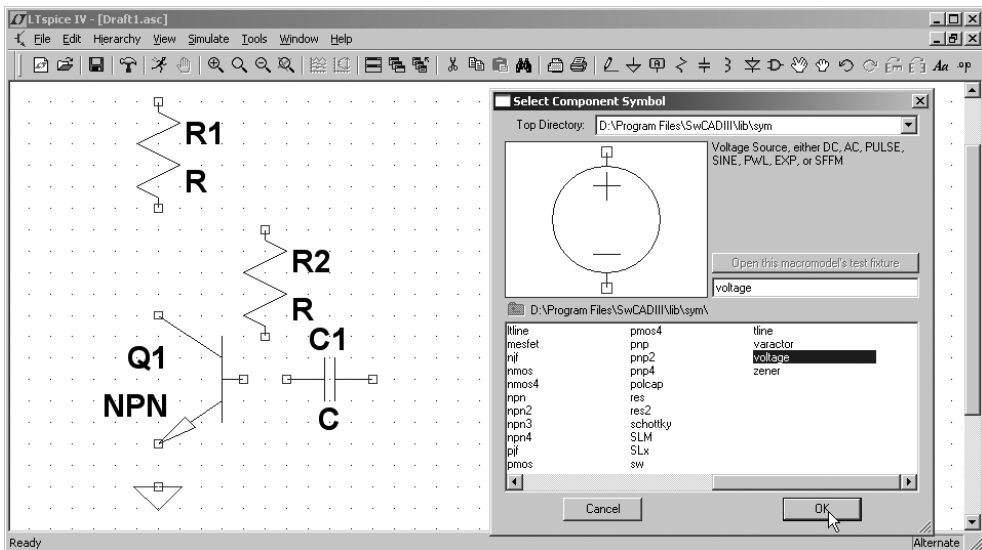 LTspice IV - [Draft1.asc]
File Edit Hierarchy View Simulate Tools Window Help
Aa .op
R1
R
R2
R
C1
C
Q1
NPN
Select Component Symbol
Top Directory: D:\Program Files\SwCADIII\lib\sym
Voltage Source, either DC, AC, PULSE,
SINE, PWL, EXP, or SFFM
Open this macromodel's test fixture
voltage
D:\Program Files\SwCADIII\lib\sym\
ltline pmos4 tline
mesfet pnp varactor
njf pnp2 voltage
nmos pnp4 zener
nmos4 polcap
npn res
npn2 res2
npn3 schottky
npn4 SLM
pjf SLx
pmos sw
Cancel OK
Ready Alternate